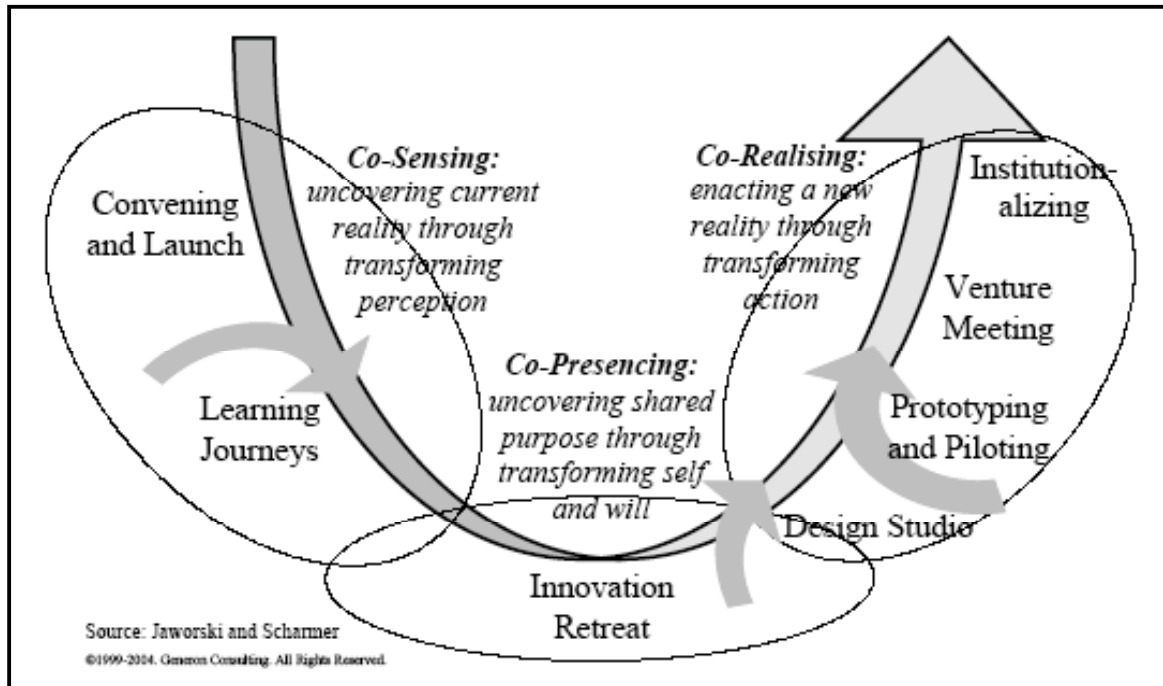 Convening
and Launch
Co-Sensing:
uncovering current
reality through
transforming
perception
Learning
Journeys
Co-Presencing:
uncovering shared
purpose through
transforming self
and will
Innovation
Retreat
Co-Realising:
enacting a new
reality through
transforming
action
Institution-
alizing
Venture
Meeting
Prototyping
and Piloting
Design Studio
Source: Jaworski and Scharmer
©1999-2004. Generon Consulting. All Rights Reserved.